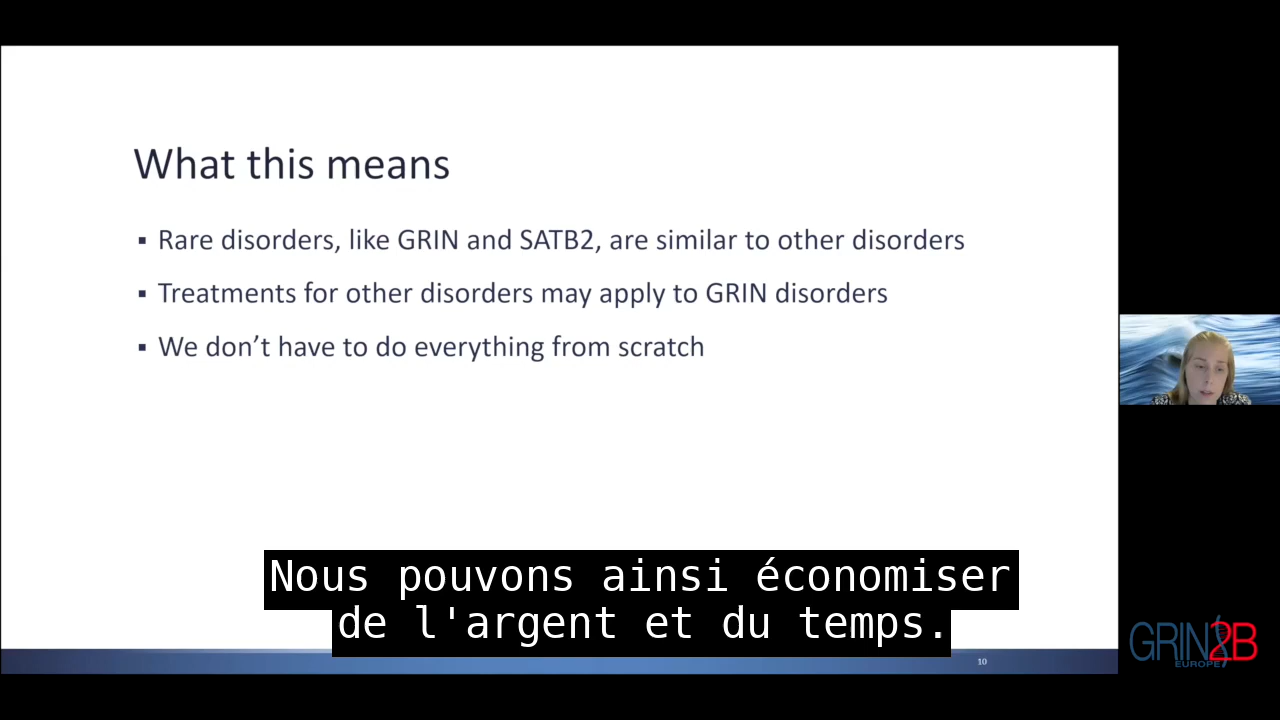 What this means
▪ Rare disorders, like GRIN and SATB2, are similar to other disorders
▪ Treatments for other disorders may apply to GRIN disorders
▪ We don’t have to do everything from scratch
Nous pouvons ainsi économiser
de l'argent et du temps.
10
GRIN2B
EUROPE